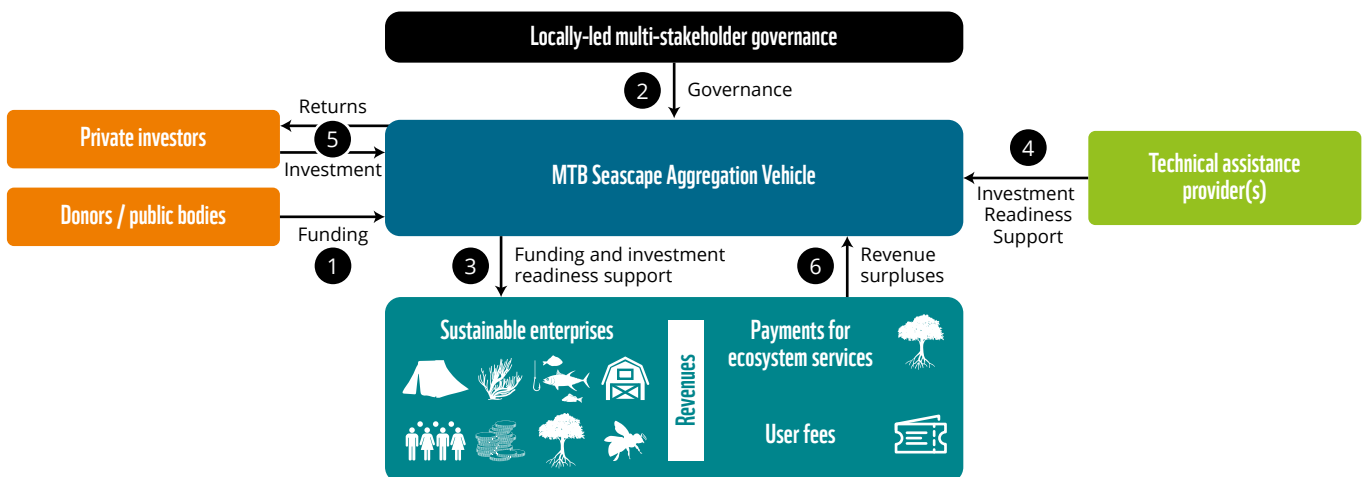 Locally-led multi-stakeholder governance
2
Governance
Returns
Private investors
5
Investment
MTB Seascape Aggregation Vehicle
4
Technical assistance
provider(s)
Investment
Readiness
Support
Donors / public bodies
Funding
1
3
Funding and investment
readiness support
6
Revenue
surpluses
Sustainable enterprises
Revenues
Payments for
ecosystem services
User fees